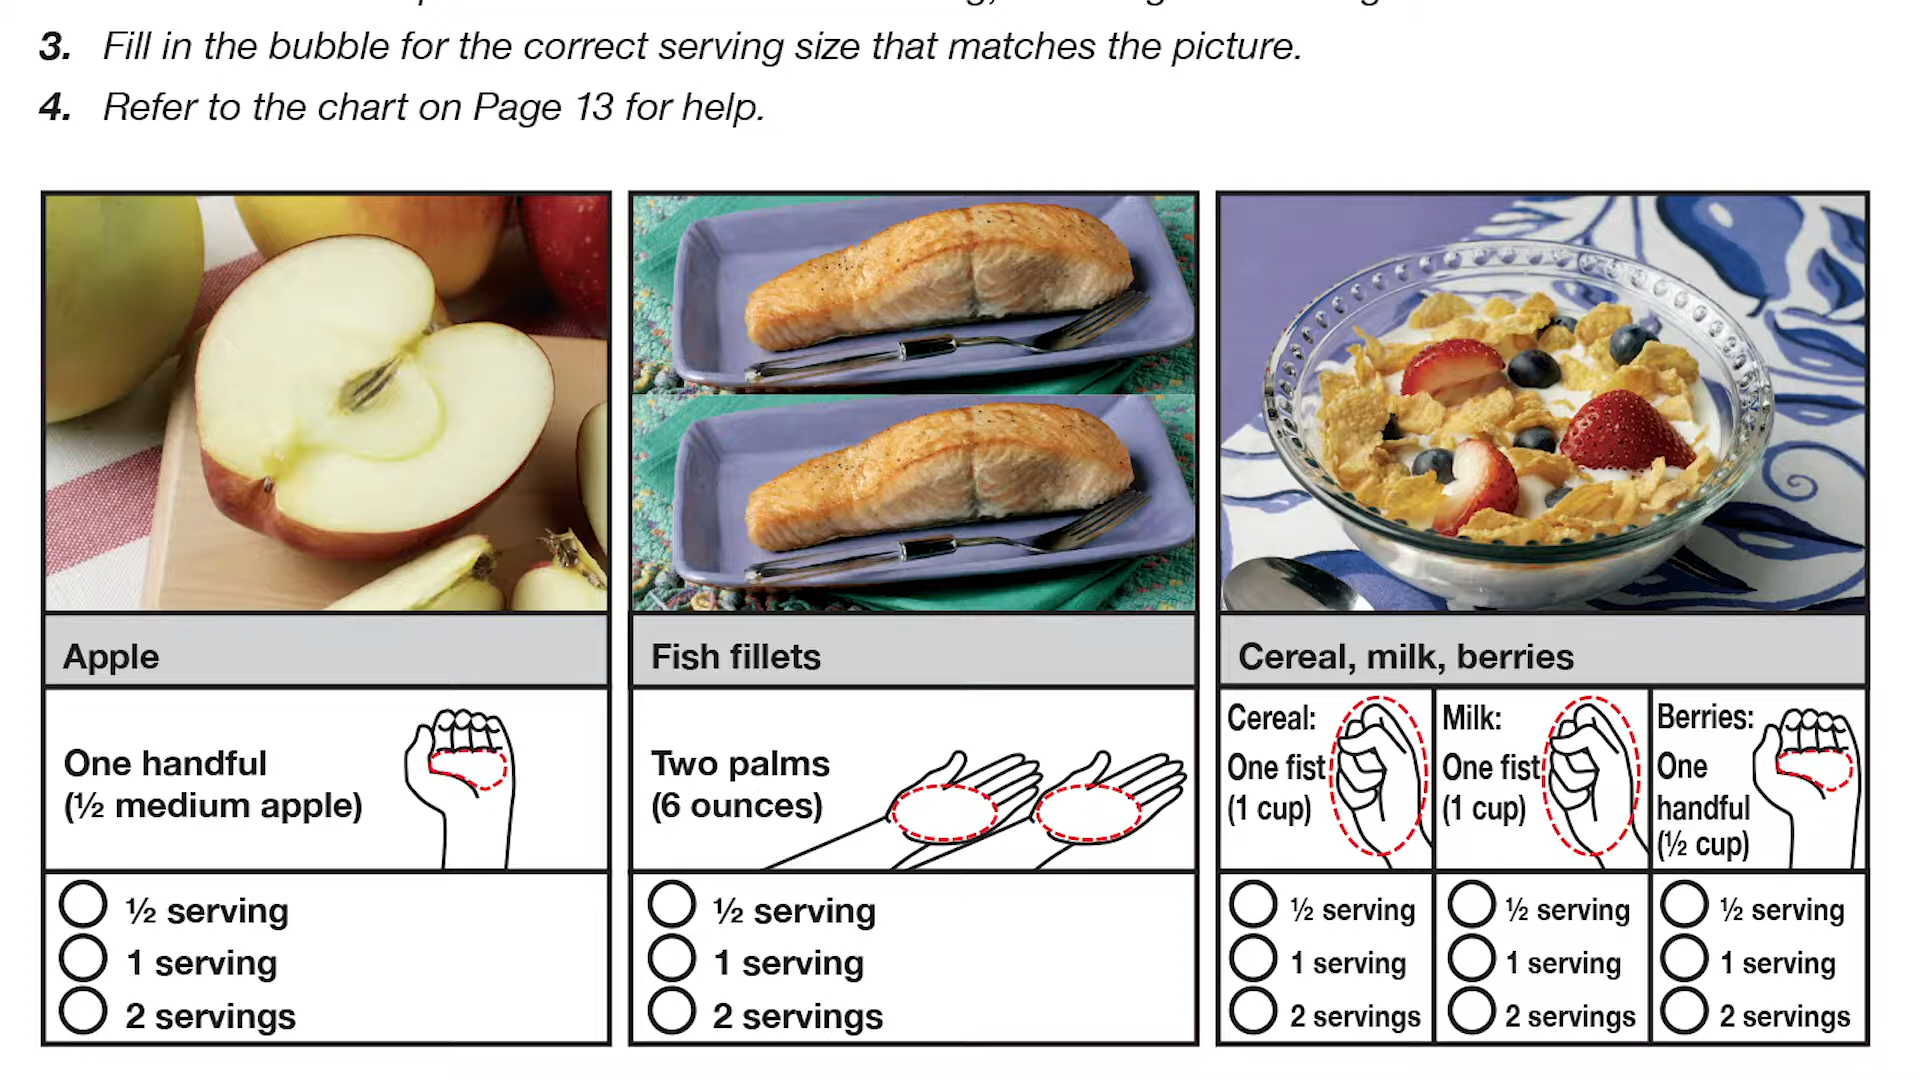 3. Fill in the bubble for the correct serving size that matches the picture.
4. Refer to the chart on Page 13 for help.
Apple
One handful
(½ medium apple)
½ serving
1 serving
2 servings
Fish fillets
Two palms
(6 ounces)
½ serving
1 serving
2 servings
Cereal, milk, berries
Cereal:
One fist
(1 cup)
½ serving
1 serving
2 servings
Milk:
One fist
(1 cup)
½ serving
1 serving
2 servings
Berries:
One
handful
(½ cup)
½ serving
1 serving
2 servings